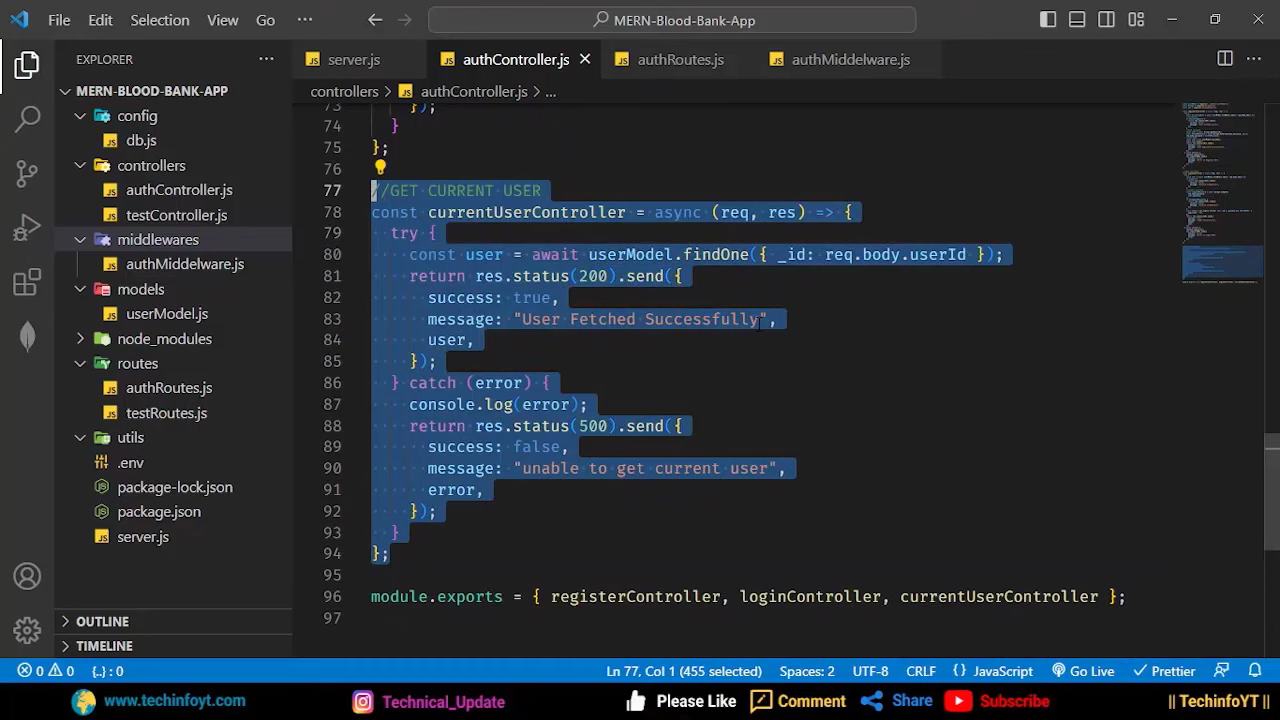 File Edit Selection View Go ··· MERN-Blood-Bank-App
EXPLORER ···
MERN-BLOOD-BANK-APP
config
db.js
controllers
authController.js
testController.js
middlewares
authMiddelware.js
models
userModel.js
node_modules
routes
authRoutes.js
testRoutes.js
utils
.env
package-lock.json
package.json
server.js
OUTLINE
TIMELINE
server.js authController.js authRoutes.js authMiddelware.js ···
controllers > authController.js > ...
73 });
74 }
75 };
76
77 //GET CURRENT USER
78 const currentUserController = async (req, res) => {
79 try {
80 const user = await userModel.findOne({ _id: req.body.userId });
81 return res.status(200).send({
82 success: true,
83 message: "User Fetched Successfully",
84 user,
85 });
86 } catch (error) {
87 console.log(error);
88 return res.status(500).send({
89 success: false,
90 message: "unable to get current user",
91 error,
92 });
93 }
94 };
95
96 module.exports = { registerController, loginController, currentUserController };
97
0 0 {..} : 0 Ln 77, Col 1 (455 selected) Spaces: 2 UTF-8 CRLF {} JavaScript Go Live Prettier
www.techinfoyt.com Technical_Update Please Like Comment Share Subscribe || TechinfoYT ||